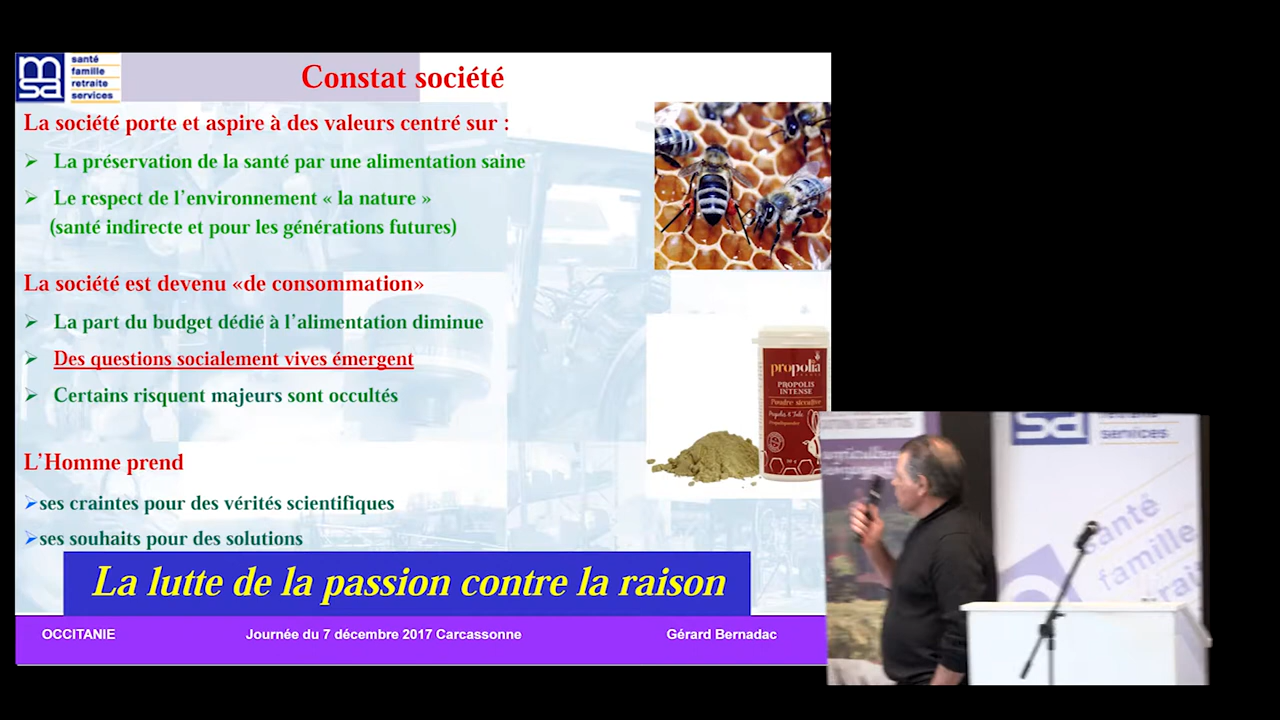 msa
santé
famille
retraite
services
Constat société
La société porte et aspire à des valeurs centré sur :
La préservation de la santé par une alimentation saine
Le respect de l'environnement « la nature »
(santé indirecte et pour les générations futures)
La société est devenu «de consommation»
La part du budget dédié à l'alimentation diminue
Des questions socialement vives émergent
Certains risquent majeurs sont occultés
L'Homme prend
ses craintes pour des vérités scientifiques
ses souhaits pour des solutions
La lutte de la passion contre la raison
OCCITANIE
Journée du 7 décembre 2017 Carcassonne
Gérard Bernadac
propolia
PROPOLIS
INTENSE
Poudre siccative
services
santé
famille